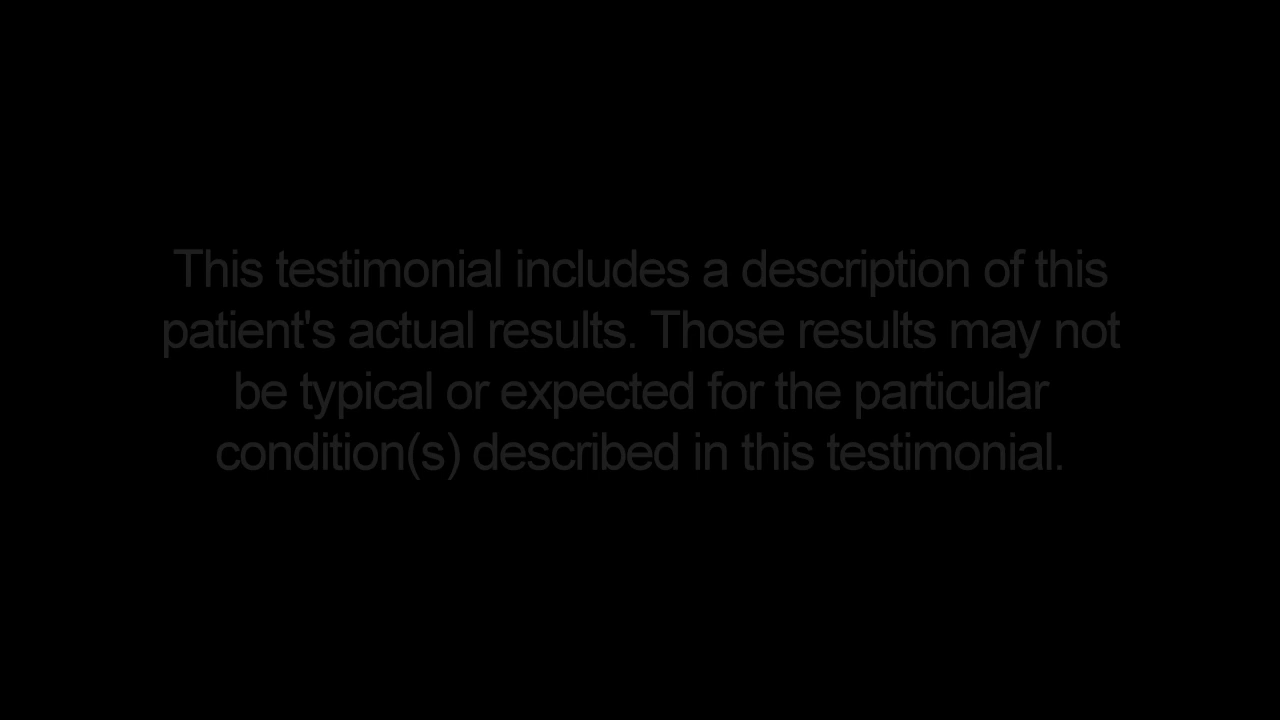 This testimonial includes a description of this
patient's actual results. Those results may not
be typical or expected for the particular
condition(s) described in this testimonial.